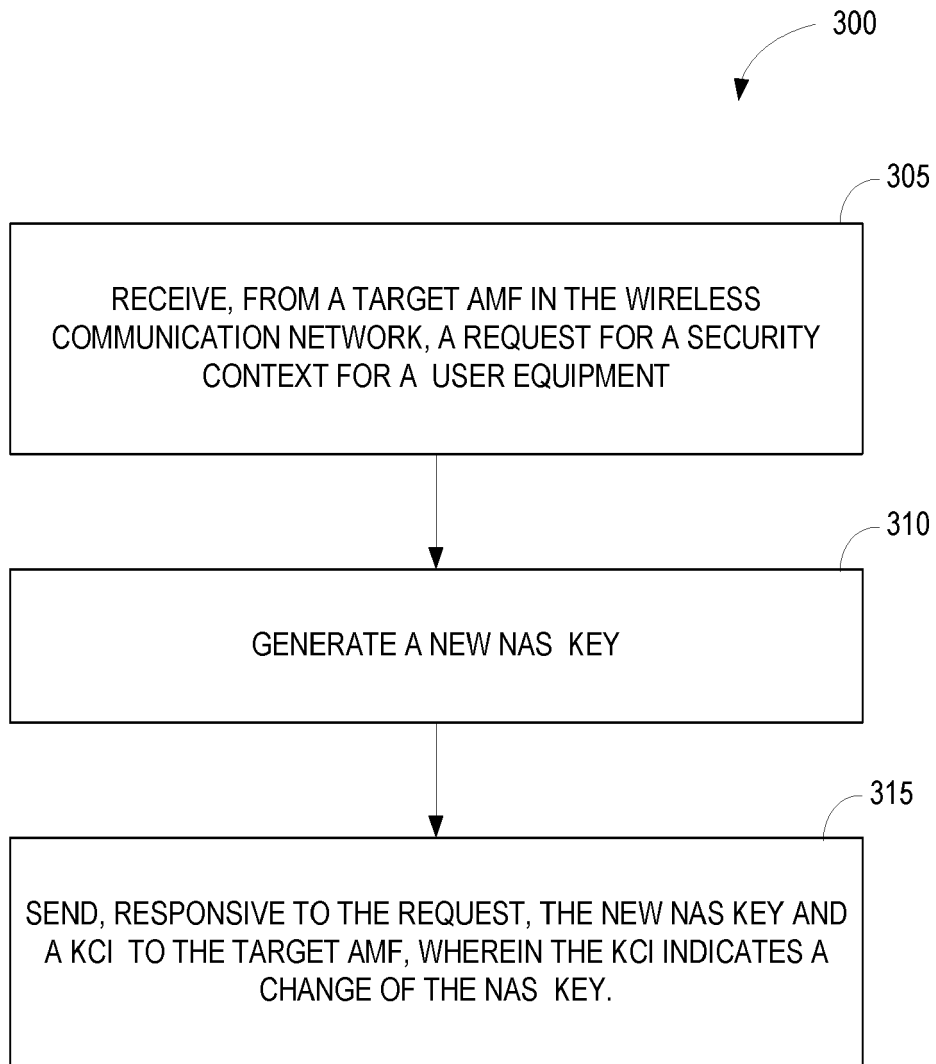 300
305
RECEIVE, FROM A TARGET AMF IN THE WIRELESS
COMMUNICATION NETWORK, A REQUEST FOR A SECURITY
CONTEXT FOR A USER EQUIPMENT
310
GENERATE A NEW NAS KEY
315
SEND, RESPONSIVE TO THE REQUEST, THE NEW NAS KEY AND
A KCI TO THE TARGET AMF, WHEREIN THE KCI INDICATES A
CHANGE OF THE NAS KEY.